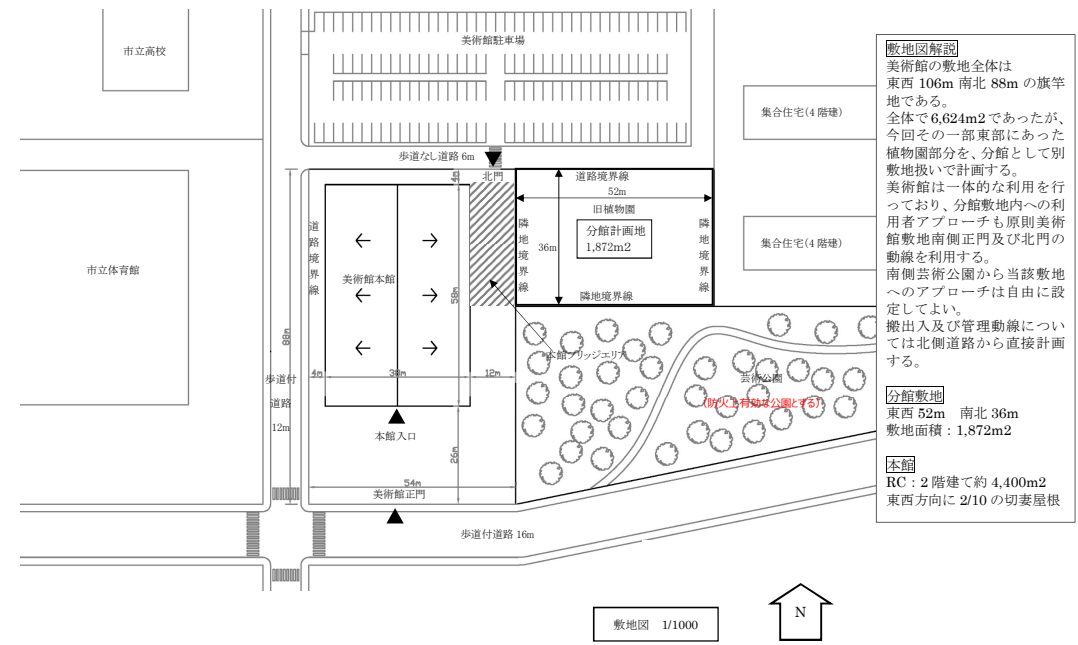 市立高校
美術館駐車場
集合住宅(4階建)
歩道なし道路 6m
北門
4m
道路境界線
52m
旧植物園
分館計画地
1,872m2
36m
隣地境界線
隣地境界線
隣地境界線
集合住宅(4階建)
市立体育館
道路境界線
美術館本館
58m
88m
本館ブリッジエリア
4m
38m
12m
歩道付
道路
12m
芸術公園
(防火上有効な公園とする)
本館入口
26m
54m
美術館正門
歩道付道路 16m
敷地図 1/1000
N
敷地図解説
美術館の敷地全体は
東西 106m 南北 88m の旗竿
地である。
全体で 6,624m2 であったが、
今回その一部東部にあった
植物園部分を、分館として別
敷地扱いで計画する。
美術館は一体的な利用を行
っており、分館敷地内への利
用者アプローチも原則美術
館敷地南側正門及び北門の
動線を利用する。
南側芸術公園から当該敷地
へのアプローチは自由に設
定してよい。
搬出入及び管理動線につい
ては北側道路から直接計画
する。
分館敷地
東西 52m 南北 36m
敷地面積：1,872m2
本館
RC：2 階建て約 4,400m2
東西方向に 2/10 の切妻屋根